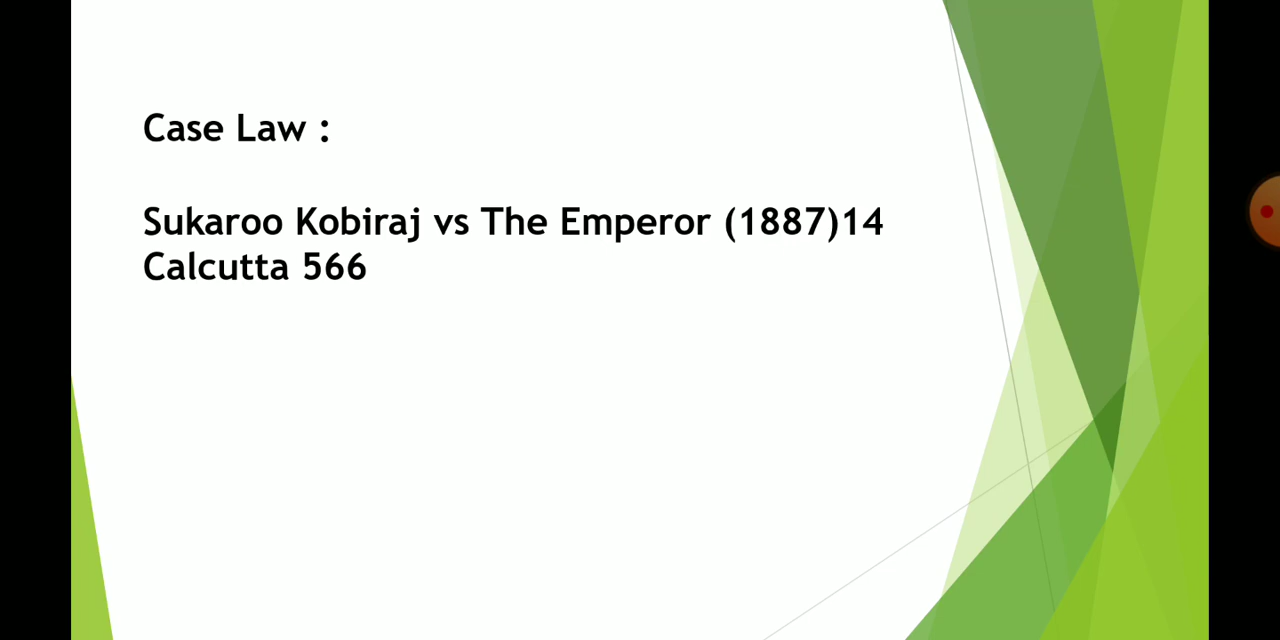 Case Law :
Sukaroo Kobiraj vs The Emperor (1887)14
Calcutta 566